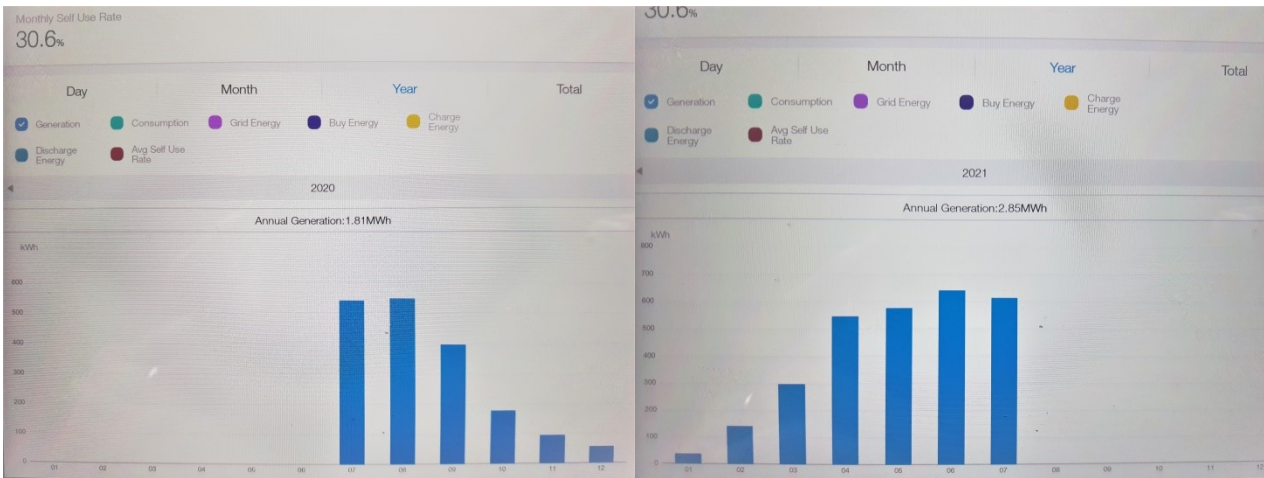 Monthly Self Use Rate
30.6%
Day Month Year Total
Generation Consumption Grid Energy Buy Energy Charge Energy
Discharge Energy Avg Self Use Rate
2020
Annual Generation:1.81MWh
kWh
600
500
400
300
200
100
0
01 02 03 04 05 06 07 08 09 10 11 12
30.6%
Day Month Year Total
Generation Consumption Grid Energy Buy Energy Charge Energy
Discharge Energy Avg Self Use Rate
2021
Annual Generation:2.85MWh
kWh
800
700
600
500
400
300
200
100
0
01 02 03 04 05 06 07 08 09 10 11 12